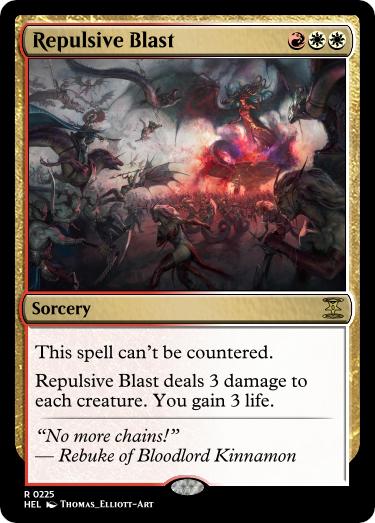 Repulsive Blast
Sorcery
This spell can't be countered.
Repulsive Blast deals 3 damage to
each creature. You gain 3 life.
“No more chains!”
— Rebuke of Bloodlord Kinnamon
R 0225
HEL Thomas_Elliott-Art